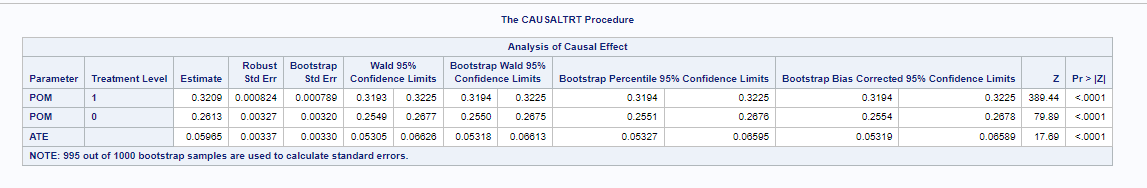 The CAUSALTRT Procedure
Analysis of Causal Effect
Parameter Treatment Level Estimate Robust Std Err Bootstrap Std Err Wald 95% Confidence Limits Bootstrap Wald 95% Confidence Limits Bootstrap Percentile 95% Confidence Limits Bootstrap Bias Corrected 95% Confidence Limits Z Pr > |Z|
POM 1 0.3209 0.000824 0.000789 0.3193 0.3225 0.3194 0.3225 0.3194 0.3225 0.3194 0.3225 389.44 <.0001
POM 0 0.2613 0.00327 0.00320 0.2549 0.2677 0.2550 0.2675 0.2551 0.2676 0.2554 0.2678 79.89 <.0001
ATE 0.05965 0.00337 0.00330 0.05305 0.06626 0.05318 0.06613 0.05327 0.06595 0.05319 0.06589 17.69 <.0001
NOTE: 995 out of 1000 bootstrap samples are used to calculate standard errors.